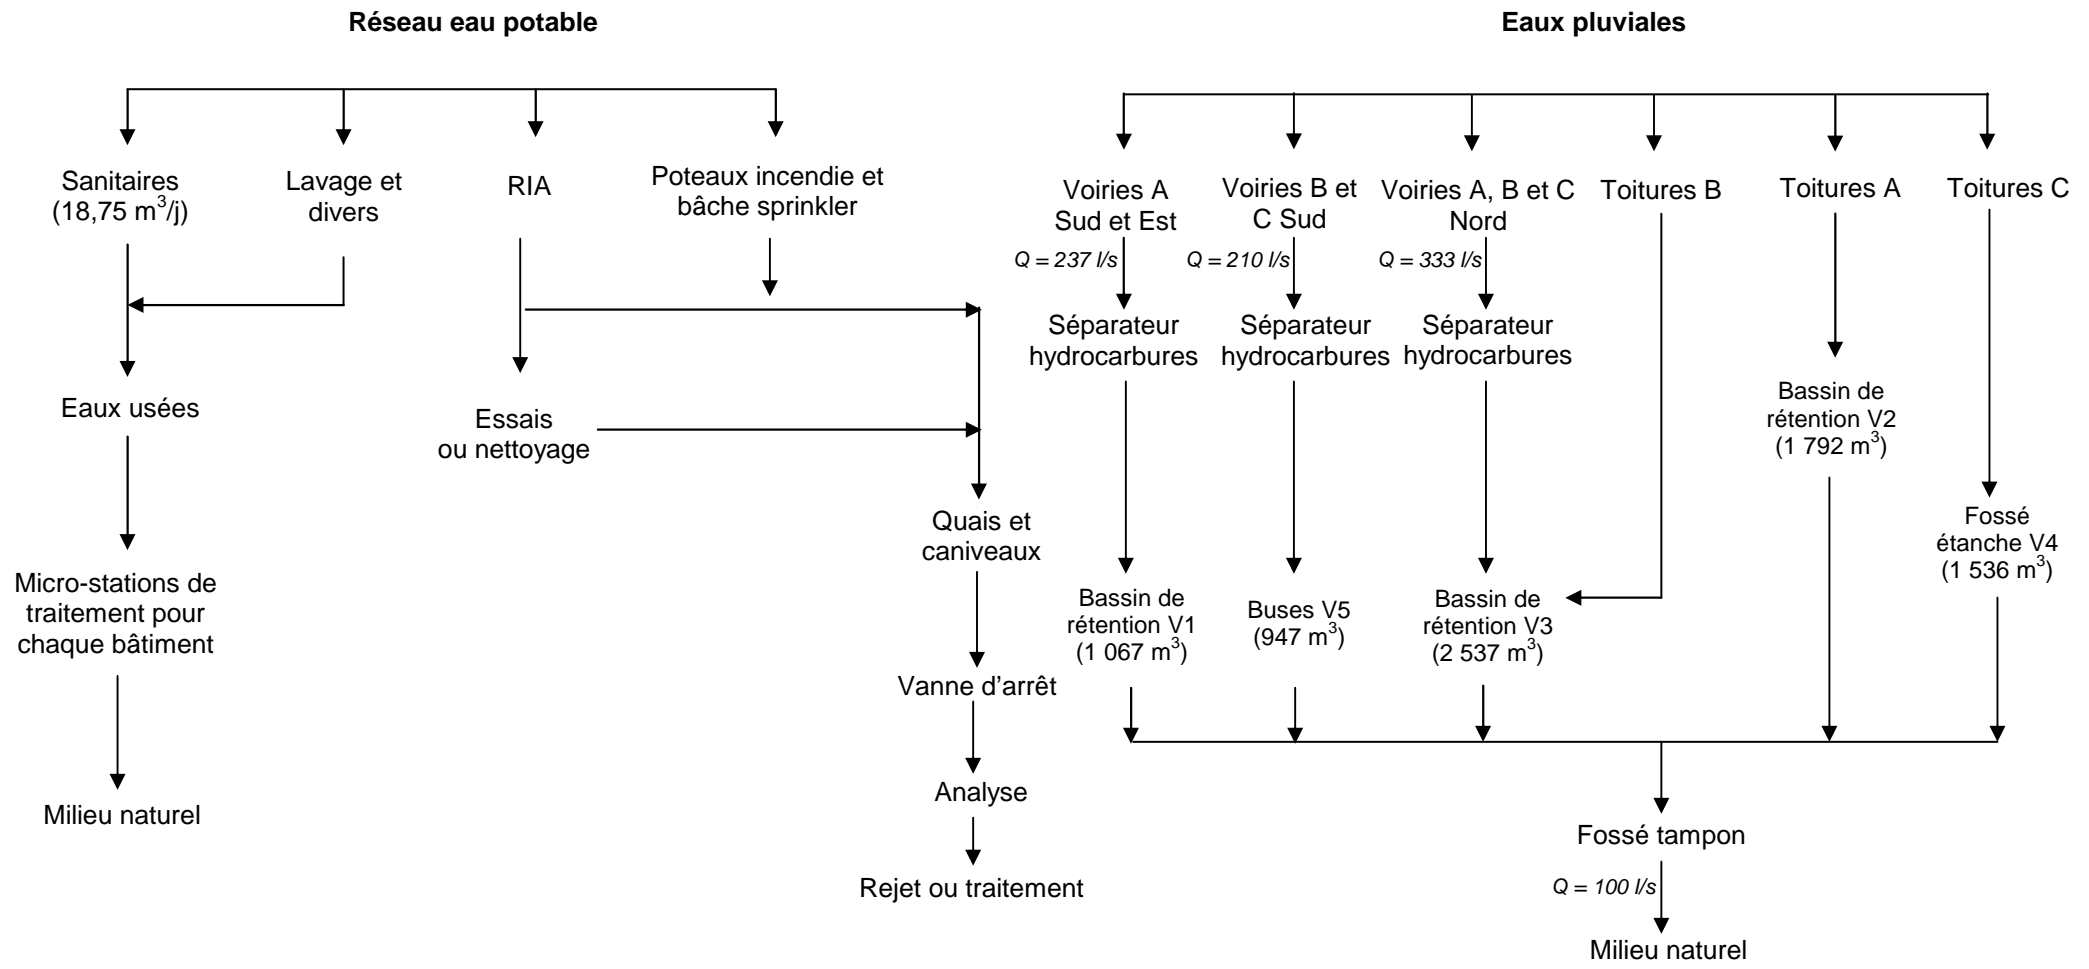 Réseau eau potable
Eaux pluviales
Sanitaires
(18,75 m³/j)
Lavage et
divers
RIA
Poteaux incendie et
bâche sprinkler
Eaux usées
Essais
ou nettoyage
Micro-stations de
traitement pour
chaque bâtiment
Milieu naturel
Quais et
caniveaux
Vanne d’arrêt
Analyse
Rejet ou traitement
Voiries A
Sud et Est
Voiries B et
C Sud
Voiries A, B et C
Nord
Toitures B
Toitures A
Toitures C
Q = 237 l/s
Q = 210 l/s
Q = 333 l/s
Séparateur
hydrocarbures
Séparateur
hydrocarbures
Séparateur
hydrocarbures
Bassin de
rétention V2
(1 792 m³)
Fossé
étanche V4
(1 536 m³)
Bassin de
rétention V1
(1 067 m³)
Buses V5
(947 m³)
Bassin de
rétention V3
(2 537 m³)
Fossé tampon
Q = 100 l/s
Milieu naturel